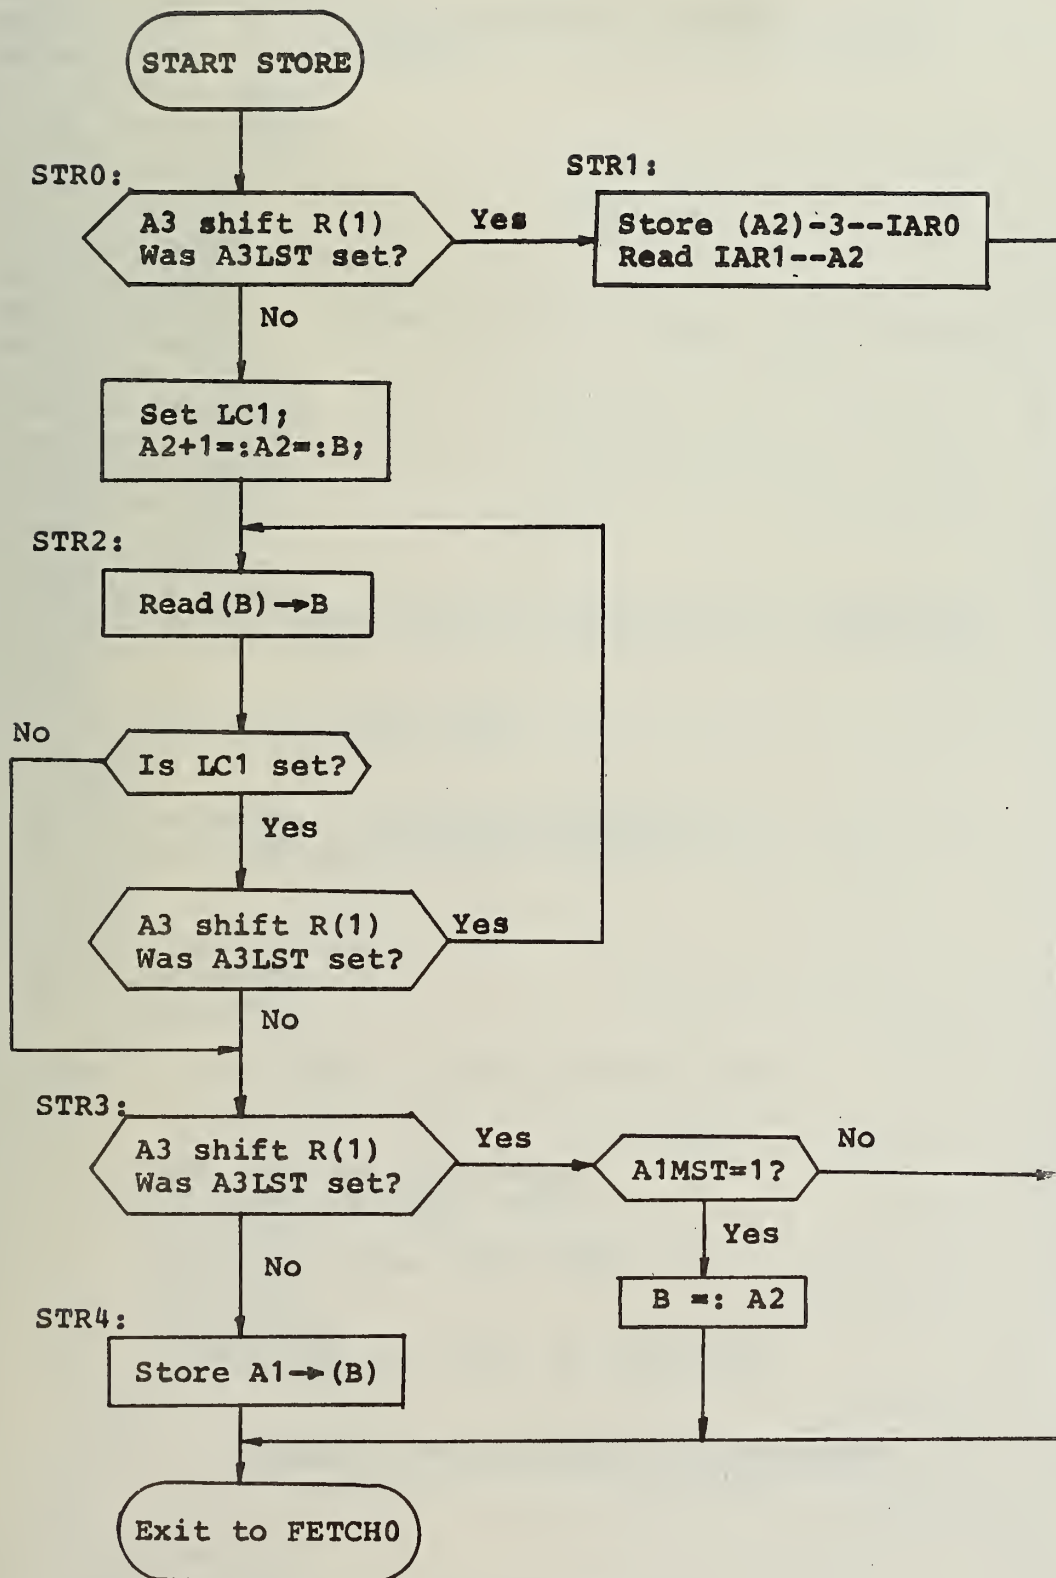 START STORE
STR0:
A3 shift R(1)
Was A3LST set?
Yes
STR1:
Store (A2)-3--IAR0
Read IAR1--A2
No
Set LC1;
A2+1=:A2=:B;
STR2:
Read(B)→B
No
Is LC1 set?
Yes
A3 shift R(1)
Was A3LST set?
Yes
No
STR3:
A3 shift R(1)
Was A3LST set?
Yes
A1MST=1?
No
Yes
B =: A2
No
STR4:
Store A1→(B)
Exit to FETCH0